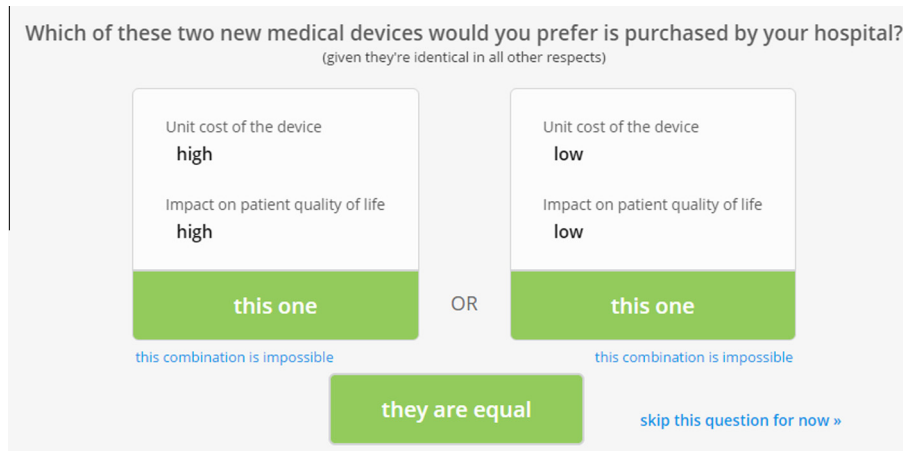 Which of these two new medical devices would you prefer is purchased by your hospital?
(given they're identical in all other respects)
Unit cost of the device
high
Impact on patient quality of life
high
this one
this combination is impossible
OR
Unit cost of the device
low
Impact on patient quality of life
low
this one
this combination is impossible
they are equal
skip this question for now »